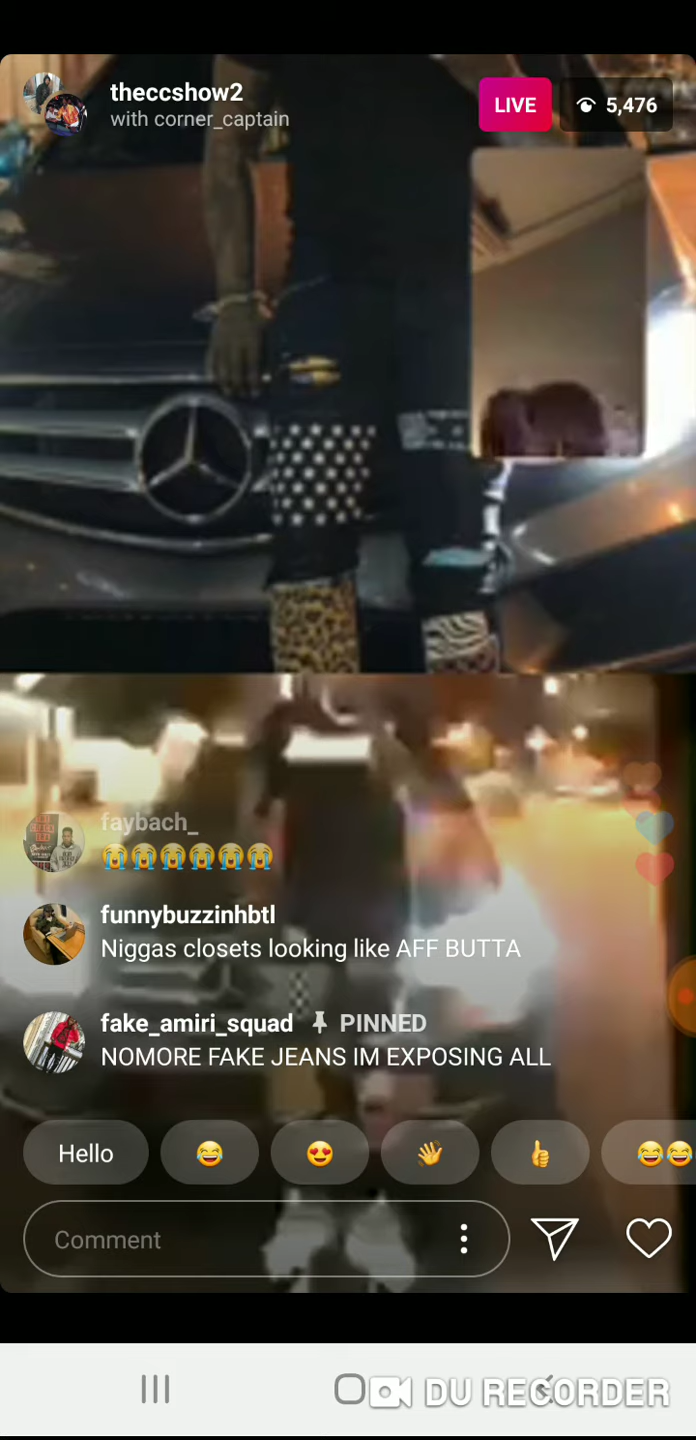 theccshow2
with corner_captain
LIVE
5,476
faybach_
😭😭😭😭😭😭
funnybuzzinhbtl
Niggas closets looking like AFF BUTTA
fake_amiri_squad PINNED
NOMORE FAKE JEANS IM EXPOSING ALL
Hello 😂 😍 👋 👍 😂😂
Comment
DU RECORDER